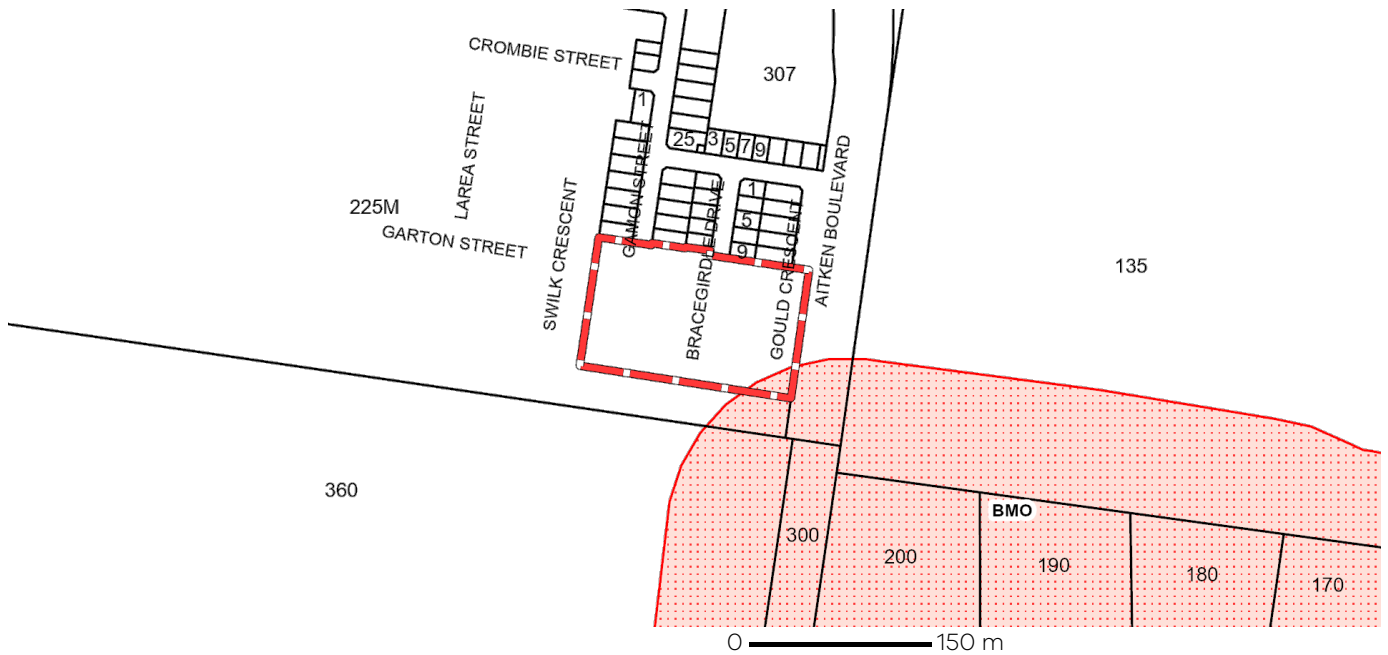 CROMBIE STREET
307
1
LAREA STREET
25 3 5 7 9
GAMON STREET
AITKEN BOULEVARD
225M
SWILK CRESCENT
BRACEGIRDLE DRIVE
1
5
9
GOULD CRESCENT
GARTON STREET
135
360
BMO
300
200
190
180
170
0 150 m